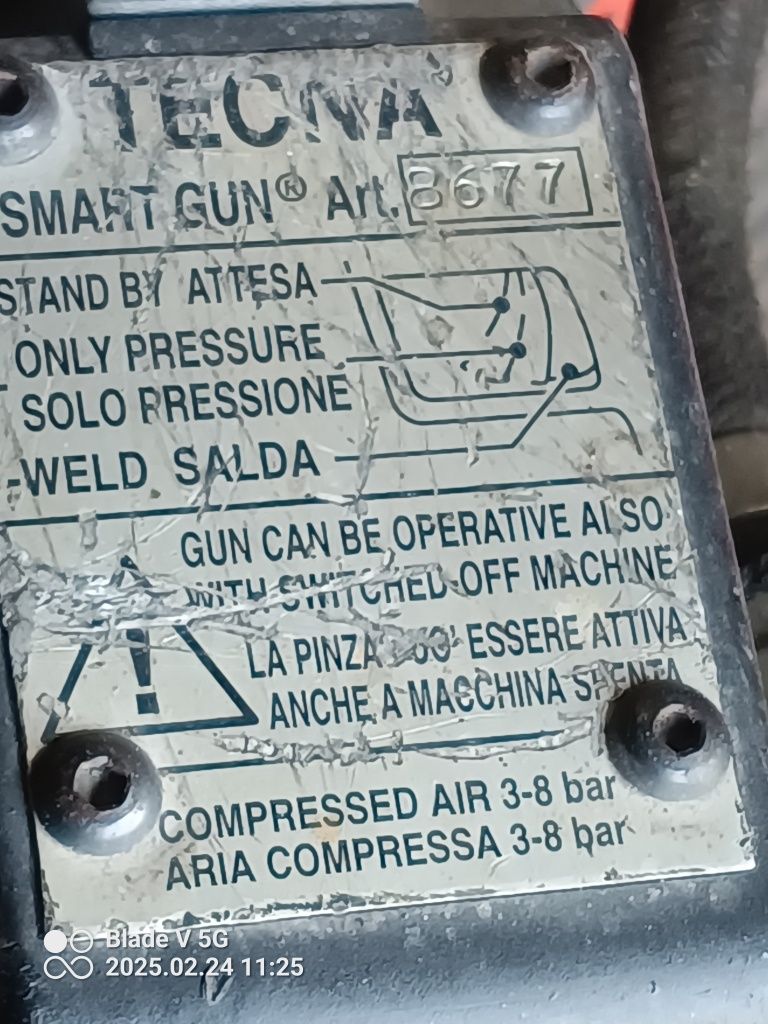 TECNA
SMART GUN® Art. 8677
STAND BY ATTESA
ONLY PRESSURE
SOLO PRESSIONE
-WELD SALDA
GUN CAN BE OPERATIVE ALSO
WITH SWITCHED-OFF MACHINE
LA PINZA PUO' ESSERE ATTIVA
ANCHE A MACCHINA SPENTA
COMPRESSED AIR 3-8 bar
ARIA COMPRESSA 3-8 bar
Blade V 5G
2025.02.24 11:25